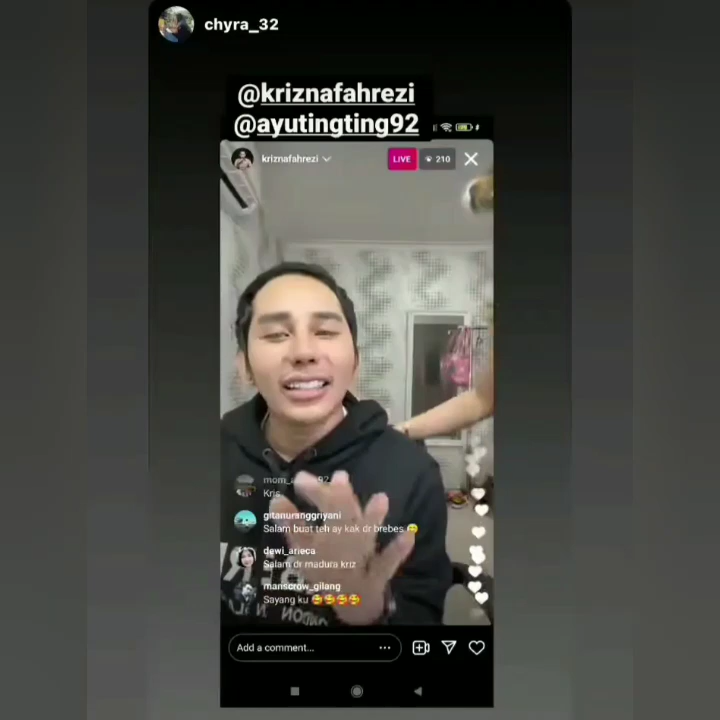 chyra_32
@kriznafahrezi
@ayutingting92
kriznafahrezi
LIVE
210
Kris
gitanuranggriyani
Salam buat teh ay kak dr brebes
dewi_arieca
Salam dr madura kriz
manscrow_gilang
Sayang ku
Add a comment...